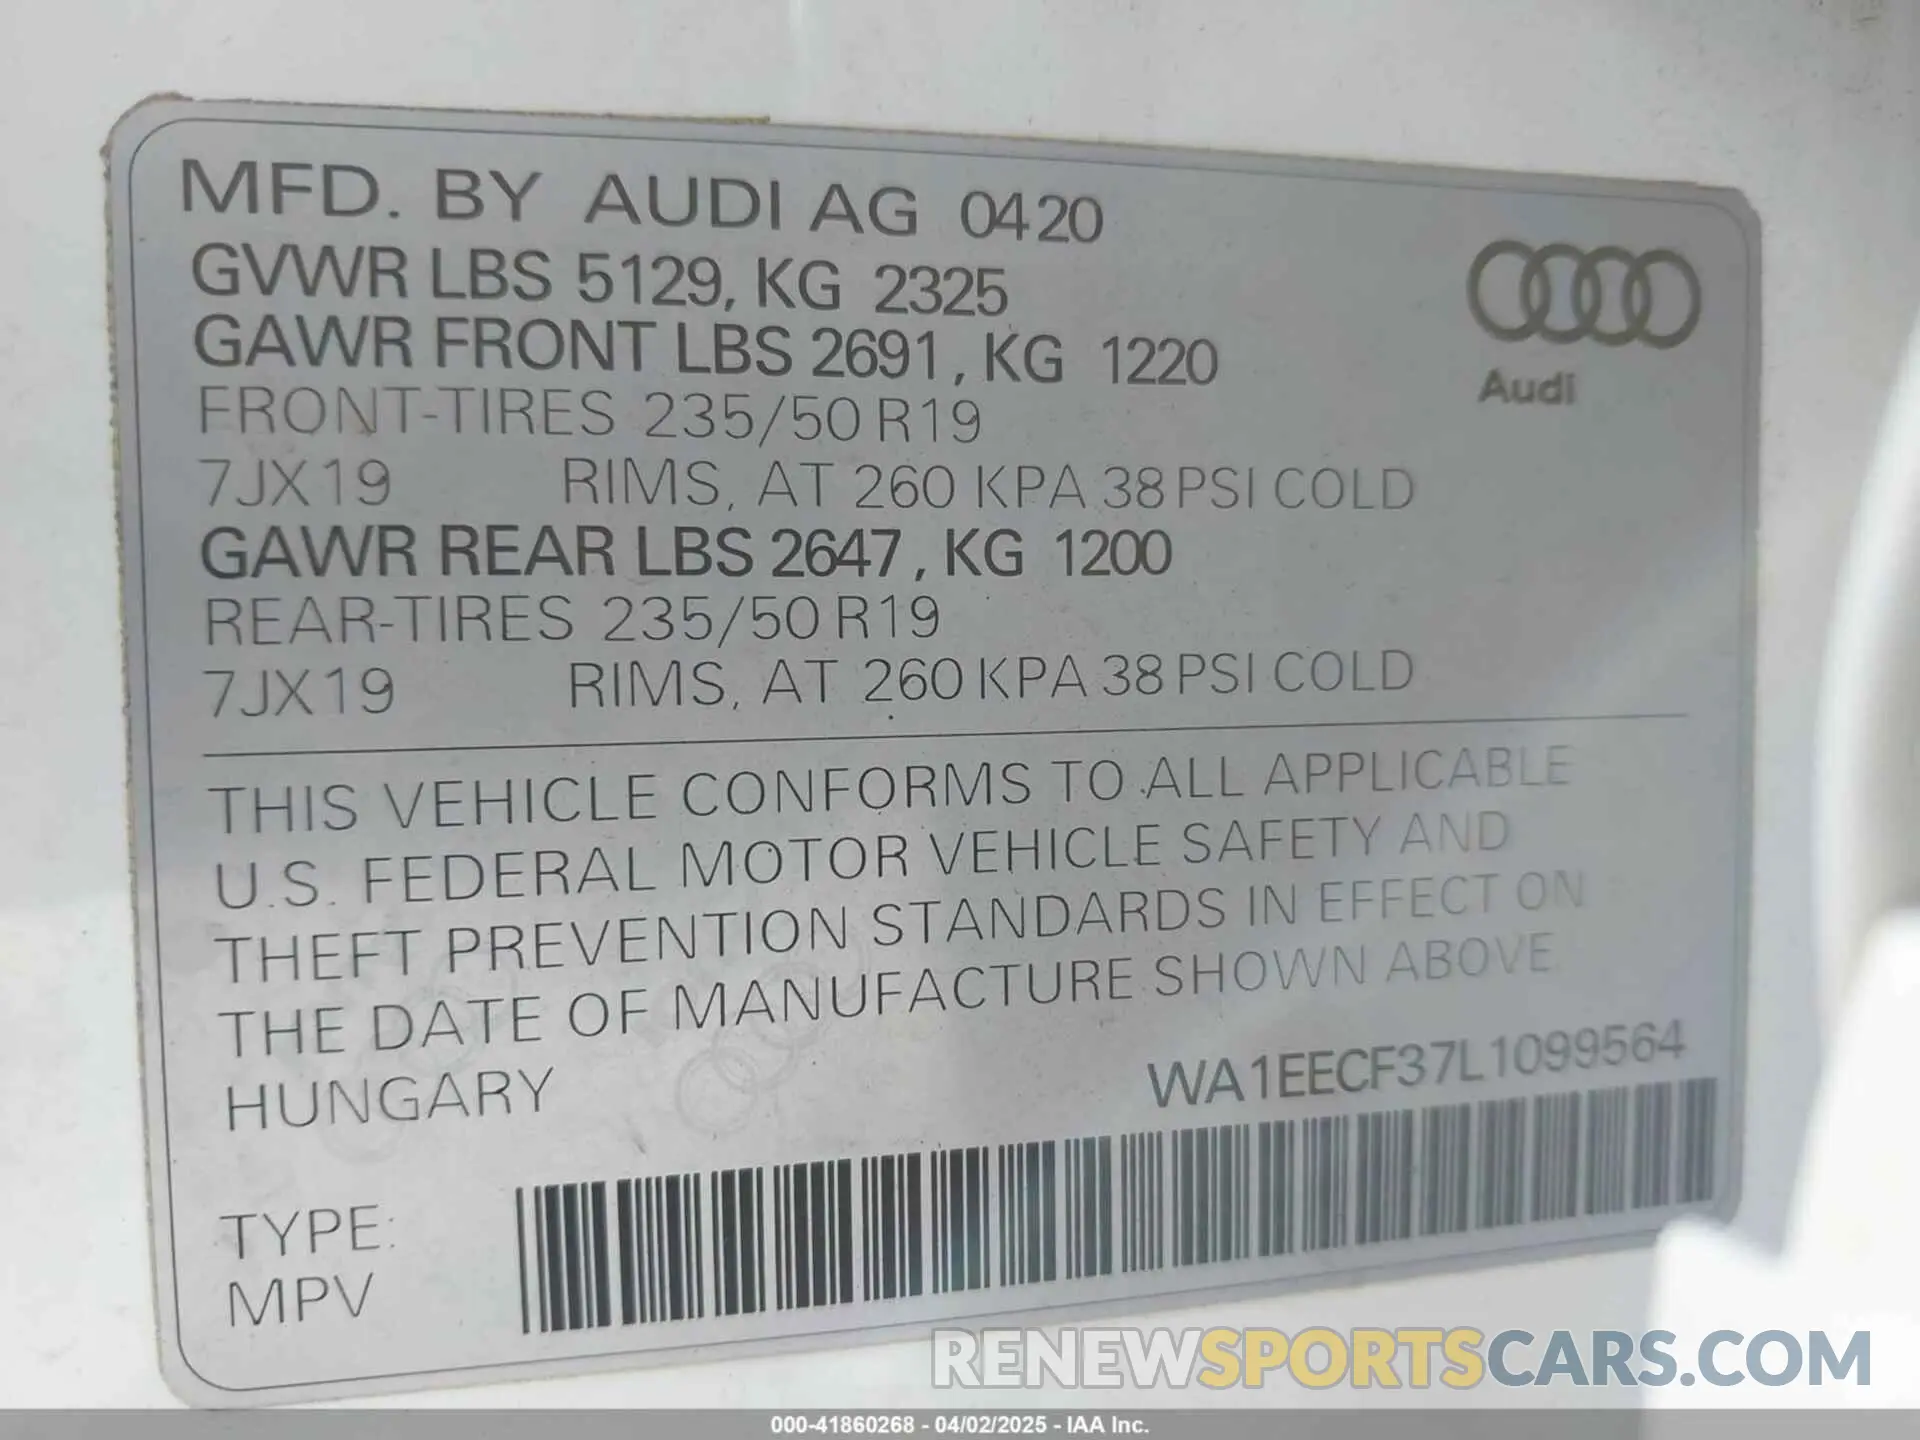 MFD. BY AUDI AG 0420
GVWR LBS 5129, KG 2325
GAWR FRONT LBS 2691, KG 1220
FRONT-TIRES 235/50 R19
7JX19 RIMS, AT 260 KPA 38 PSI COLD
GAWR REAR LBS 2647, KG 1200
REAR-TIRES 235/50 R19
7JX19 RIMS, AT 260 KPA 38 PSI COLD
Audi
THIS VEHICLE CONFORMS TO ALL APPLICABLE
U.S. FEDERAL MOTOR VEHICLE SAFETY AND
THEFT PREVENTION STANDARDS IN EFFECT ON
THE DATE OF MANUFACTURE SHOWN ABOVE.
HUNGARY
WA1EECF37L1099564
TYPE:
MPV
RENEWSPORTSCARS.COM
000-41860268 - 04/02/2025 - IAA Inc.